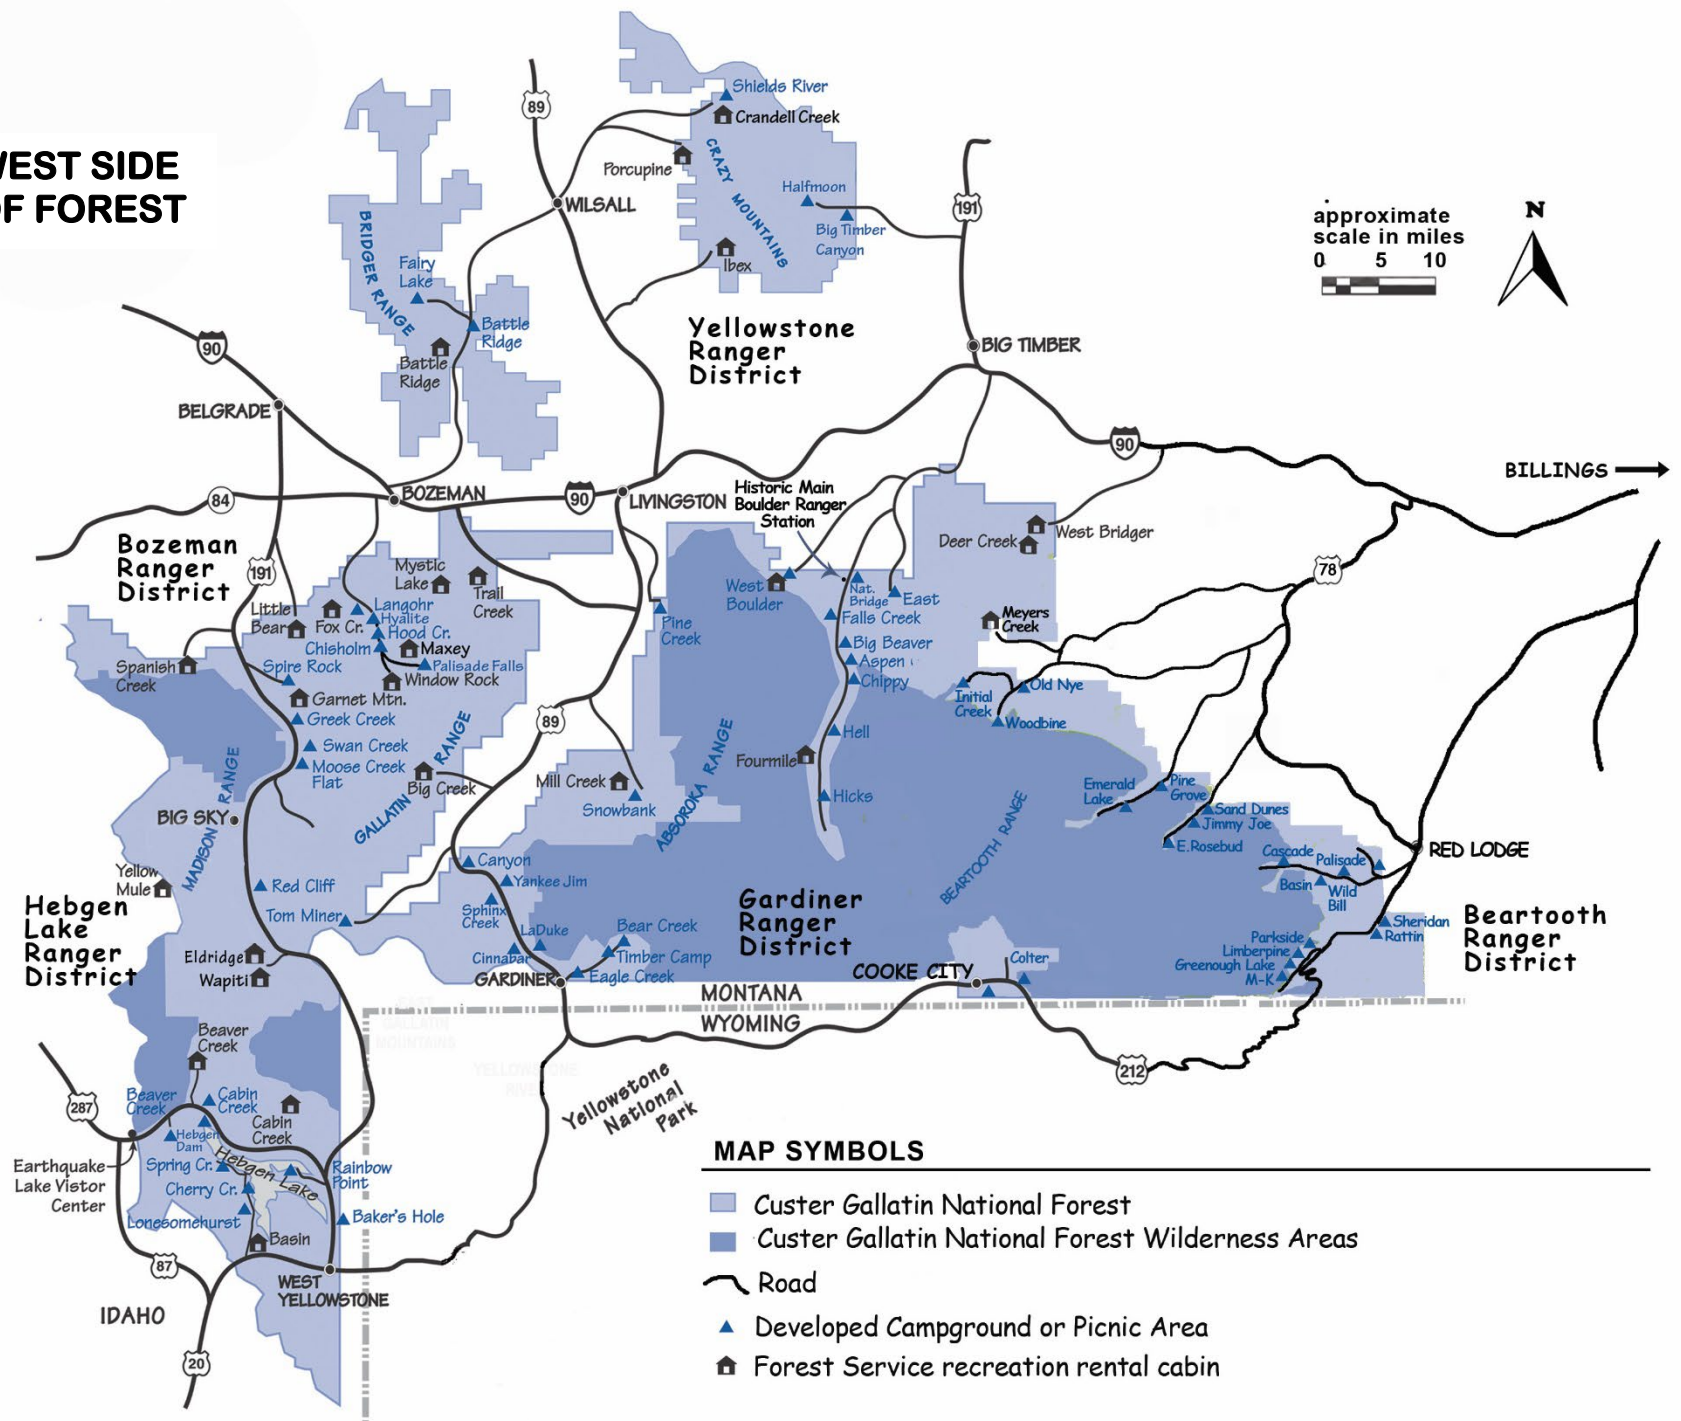 WEST SIDE
OF FOREST
89
Shields River
Crandell Creek
Porcupine
CRAZY MOUNTAINS
WILSALL
Halfmoon
Big Timber
Canyon
191
Ibex
BRIDGER RANGE
Fairy
Lake
Battle
Ridge
Battle
Ridge
approximate
scale in miles
0 5 10
N
90
Yellowstone
Ranger
District
BIG TIMBER
BELGRADE
90
BILLINGS
84
BOZEMAN
90
LIVINGSTON
Historic Main
Boulder Ranger
Station
Deer Creek
West Bridger
Bozeman
Ranger
District
191
78
Mystic
Lake
Trail
Creek
Little
Bear
Fox Cr.
Langohr
Hyalite
Hood Cr.
Chisholm
Maxey
Palisade Falls
Window Rock
Pine
Creek
West
Boulder
Nat.
Bridge
East
Falls Creek
Big Beaver
Aspen
Chippy
Meyers
Creek
Spanish
Creek
Spire Rock
Garnet Mtn.
Greek Creek
Swan Creek
Moose Creek
Flat
Initial
Creek
Old Nye
Woodbine
89
Hell
Fourmile
Hicks
MADISON RANGE
GALLATIN RANGE
Big Creek
Mill Creek
Snowbank
ABSOROKA RANGE
BEARTOOTH RANGE
Emerald
Lake
Pine
Grove
Sand Dunes
Jimmy Joe
E.Rosebud
BIG SKY
RED LODGE
Cascade
Palisade
Basin
Wild
Bill
Yellow
Mule
Red Cliff
Tom Miner
Canyon
Yankee Jim
Sphinx
Creek
LaDuke
Cinnabar
Bear Creek
Timber Camp
Eagle Creek
GARDINER
Gardiner
Ranger
District
Hebgen
Lake
Ranger
District
Beartooth
Ranger
District
Sheridan
Rattin
Parkside
Limberpine
Greenough Lake
M-K
Eldridge
Wapiti
COOKE CITY
Colter
MONTANA
WYOMING
EAST
GALLATIN
MOUNTAINS
YELLOWSTONE
RIVER
212
Yellowstone
National
Park
Beaver
Creek
287
Beaver
Creek
Cabin
Creek
Cabin
Creek
Hebgen
Dam
Hebgen Lake
Spring Cr.
Cherry Cr.
Lonesomehurst
Rainbow
Point
Baker's Hole
Earthquake
Lake Vistor
Center
Basin
87
WEST
YELLOWSTONE
IDAHO
20
MAP SYMBOLS
Custer Gallatin National Forest
Custer Gallatin National Forest Wilderness Areas
Road
Developed Campground or Picnic Area
Forest Service recreation rental cabin